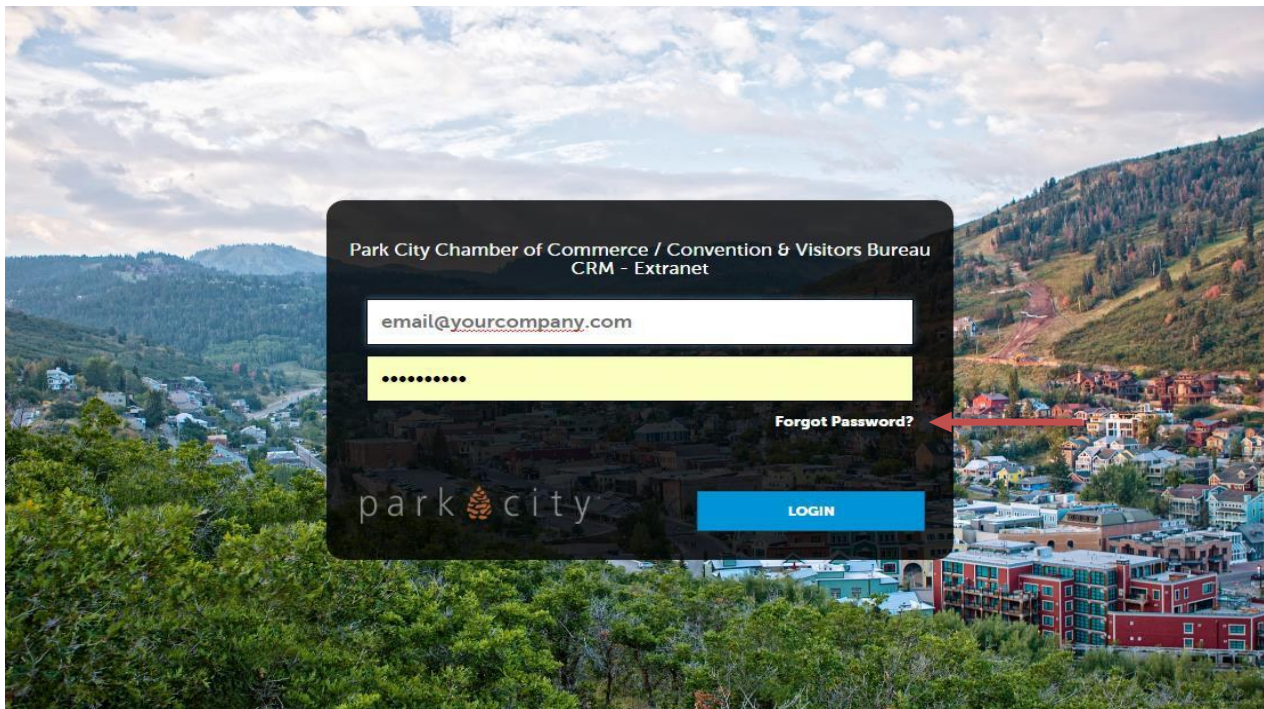 Park City Chamber of Commerce / Convention & Visitors Bureau
CRM - Extranet
email@yourcompany.com
••••••••••
Forgot Password?
park city
LOGIN